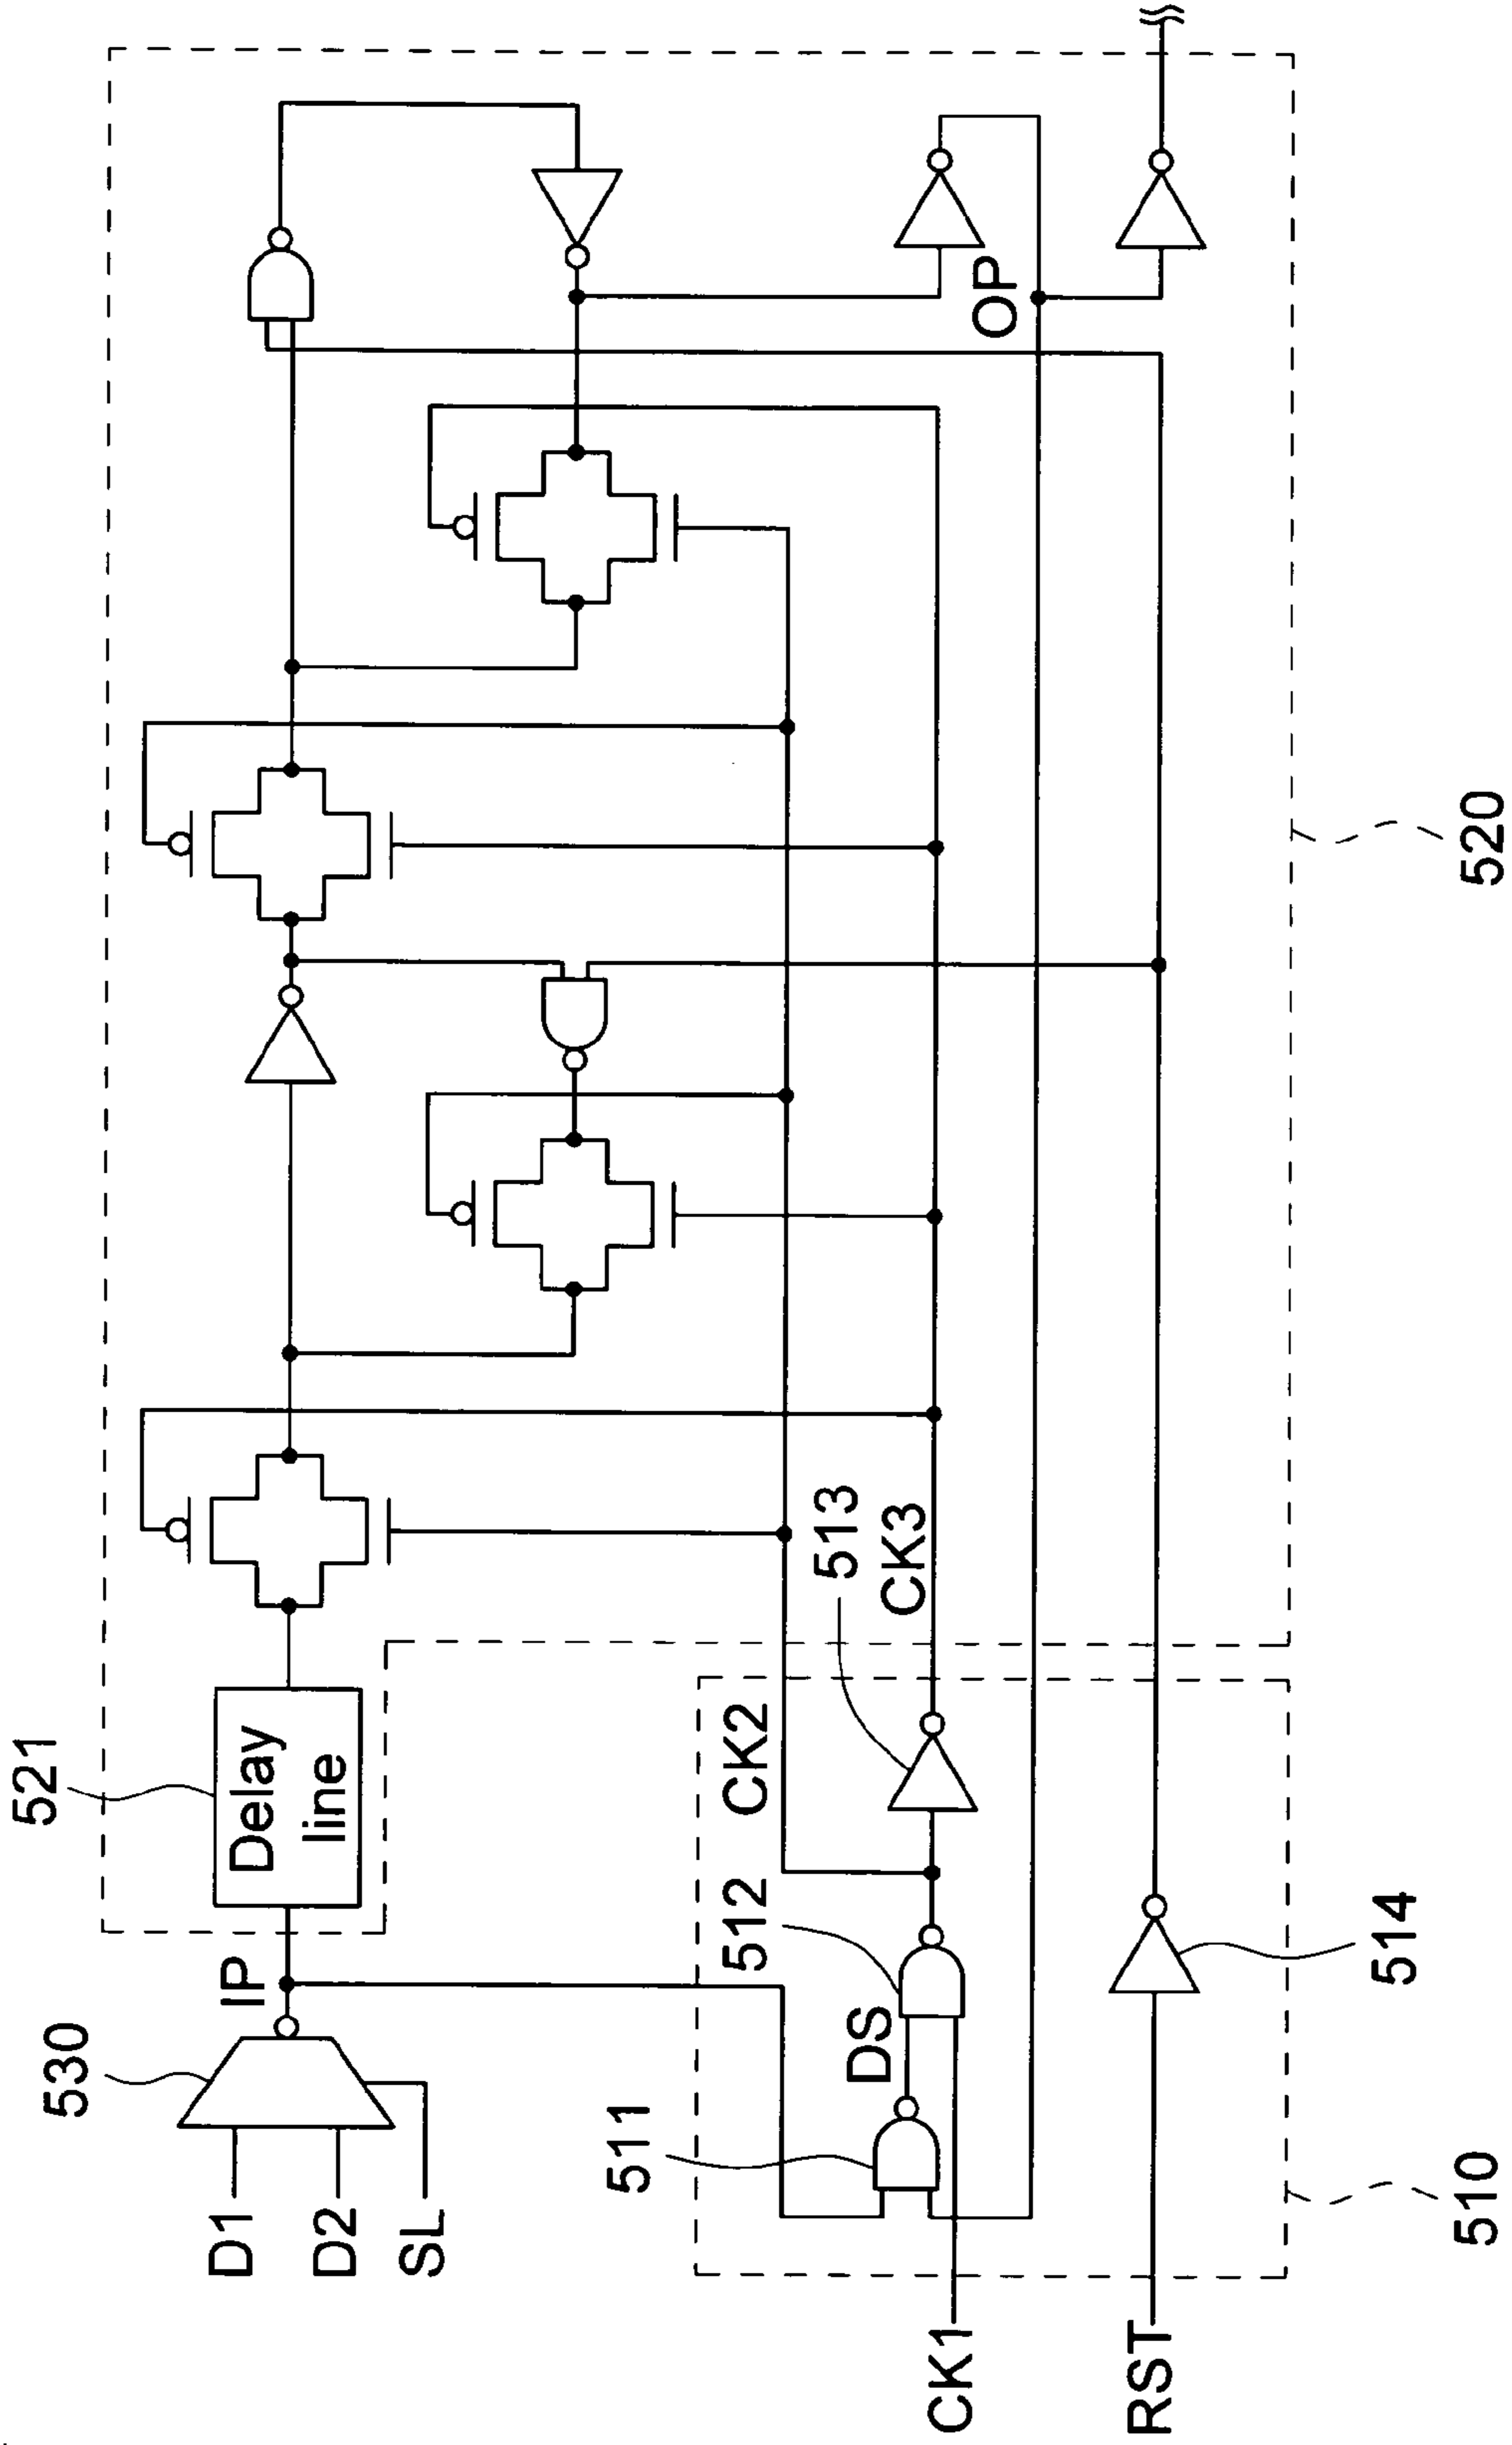 521
530
IP
Delay
line
D1
D2
SL
511
512
CK2
513
CK3
DS
OP
CK1
RST
514
510
520